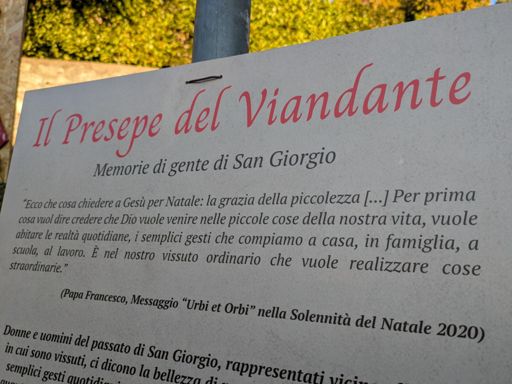 Il Presepe del Viandante
Memorie di gente di San Giorgio
"Ecco che cosa chiedere a Gesù per Natale: la grazia della piccolezza [...] Per prima
cosa vuol dire credere che Dio vuole venire nelle piccole cose della nostra vita, vuole
abitare le realtà quotidiane, i semplici gesti che compiamo a casa, in famiglia, a
scuola, al lavoro. È nel nostro vissuto ordinario che vuole realizzare cose
straordinarie."
(Papa Francesco, Messaggio "Urbi et Orbi" nella Solennità del Natale 2020)
Donne e uomini del passato di San Giorgio, rappresentati
in cui sono vissuti, ci dicono la bellezza di
semplici gesti